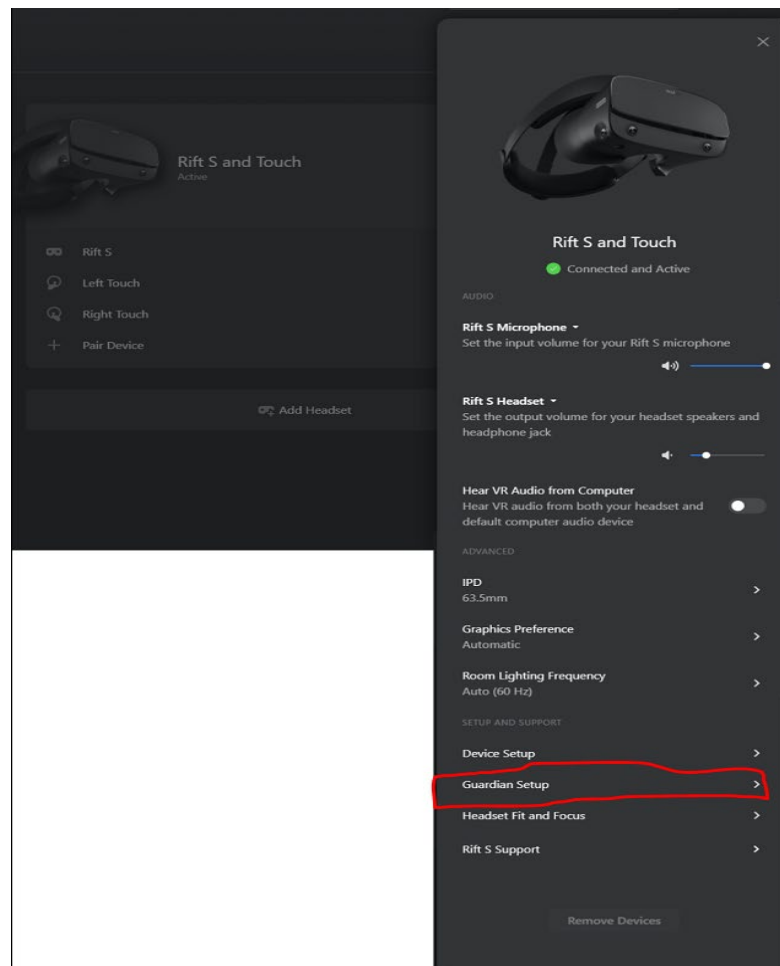 Rift S and Touch
Active
Rift S
Left Touch
Right Touch
Pair Device
Add Headset
Rift S and Touch
Connected and Active
AUDIO
Rift S Microphone
Set the input volume for your Rift S microphone
Rift S Headset
Set the output volume for your headset speakers and
headphone jack
Hear VR Audio from Computer
Hear VR audio from both your headset and
default computer audio device
ADVANCED
IPD
63.5mm
Graphics Preference
Automatic
Room Lighting Frequency
Auto (60 Hz)
SETUP AND SUPPORT
Device Setup
Guardian Setup
Headset Fit and Focus
Rift S Support
Remove Devices